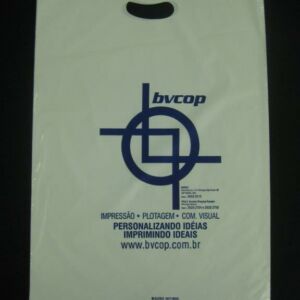 bvcop
IMPRESSÃO • PLOTAGEM • COM. VISUAL
PERSONALIZANDO IDÉIAS
IMPRIMINDO IDEAIS
www.bvcop.com.br